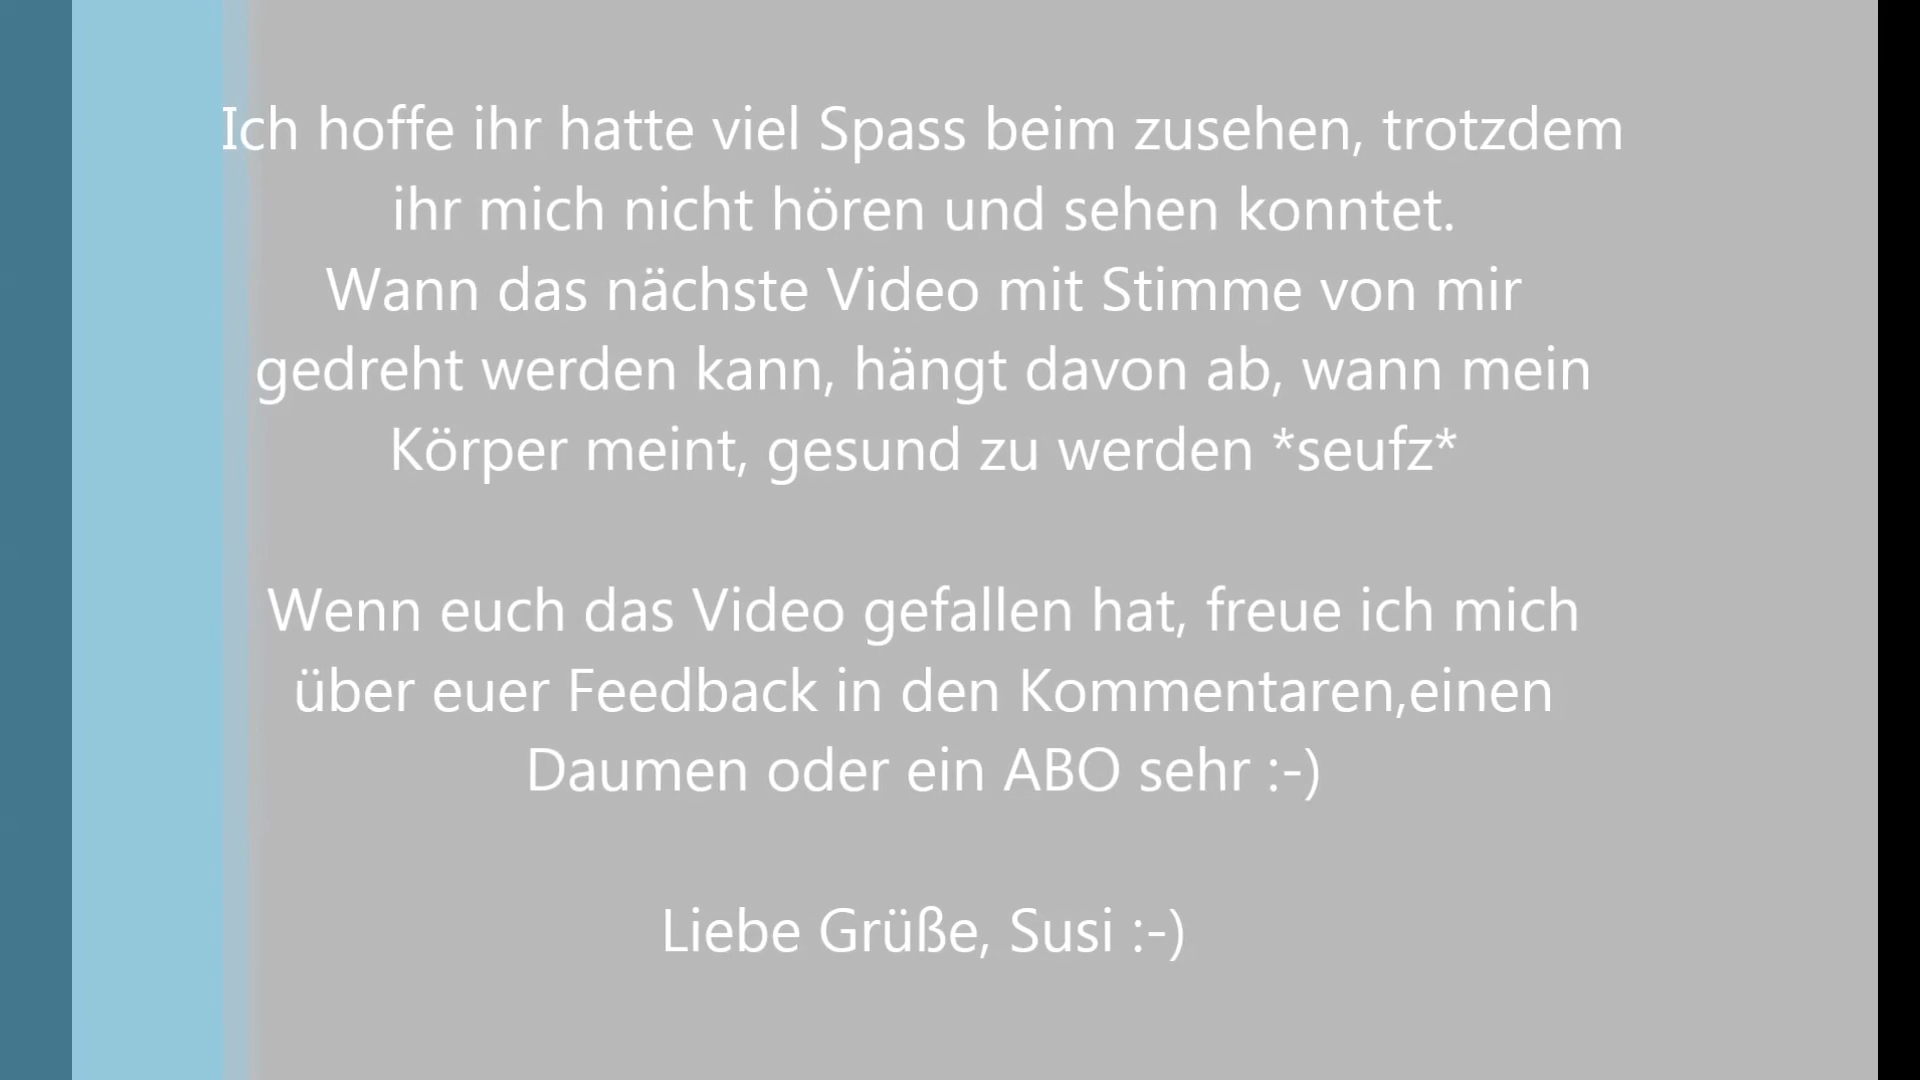 Ich hoffe ihr hatte viel Spass beim zusehen, trotzdem
ihr mich nicht hören und sehen konntet.
Wann das nächste Video mit Stimme von mir
gedreht werden kann, hängt davon ab, wann mein
Körper meint, gesund zu werden *seufz*
Wenn euch das Video gefallen hat, freue ich mich
über euer Feedback in den Kommentaren,einen
Daumen oder ein ABO sehr :-)
Liebe Grüße, Susi :-)